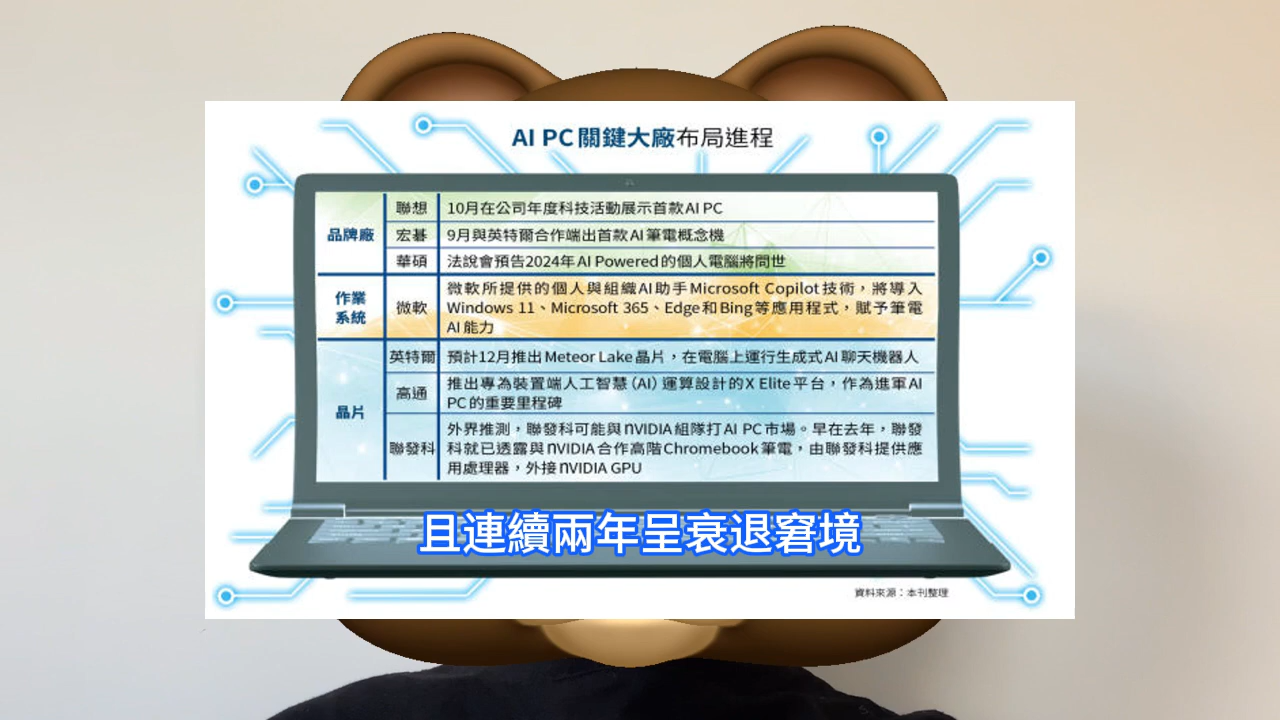 AI PC關鍵大廠布局進程
品牌廠
聯想
10月在公司年度科技活動展示首款AI PC
宏碁
9月與英特爾合作端出首款AI筆電概念機
華碩
法說會預告2024年AI Powered的個人電腦將問世
作業
系統
微軟
微軟所提供的個人與組織AI助手Microsoft Copilot技術，將導入
Windows 11、Microsoft 365、Edge和Bing等應用程式，賦予筆電
AI能力
晶片
英特爾
預計12月推出Meteor Lake晶片，在電腦上運行生成式AI聊天機器人
高通
推出專為裝置端人工智慧（AI）運算設計的X Elite平台，作為進軍AI
PC的重要里程碑
聯發科
外界推測，聯發科可能與nVIDIA組隊打AI PC市場。早在去年，聯發
科就已透露與nVIDIA合作高階Chromebook筆電，由聯發科提供應
用處理器，外接nVIDIA GPU
且連續兩年呈衰退窘境
資料來源：本刊整理